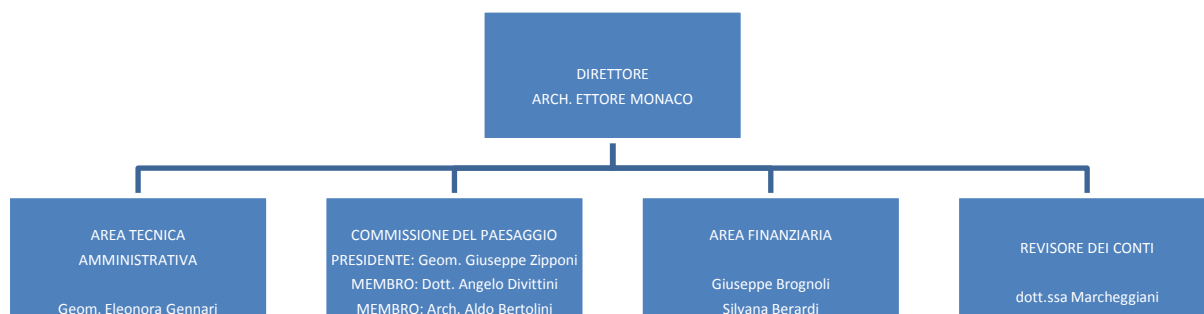 DIRETTORE
ARCH. ETTORE MONACO
AREA TECNICA
AMMINISTRATIVA
Geom. Eleonora Gennari
COMMISSIONE DEL PAESAGGIO
PRESIDENTE: Geom. Giuseppe Zipponi
MEMBRO: Dott. Angelo Divittini
MEMBRO: Arch. Aldo Bertolini
AREA FINANZIARIA
Giuseppe Brognoli
Silvana Berardi
REVISORE DEI CONTI
dott.ssa Marcheggiani